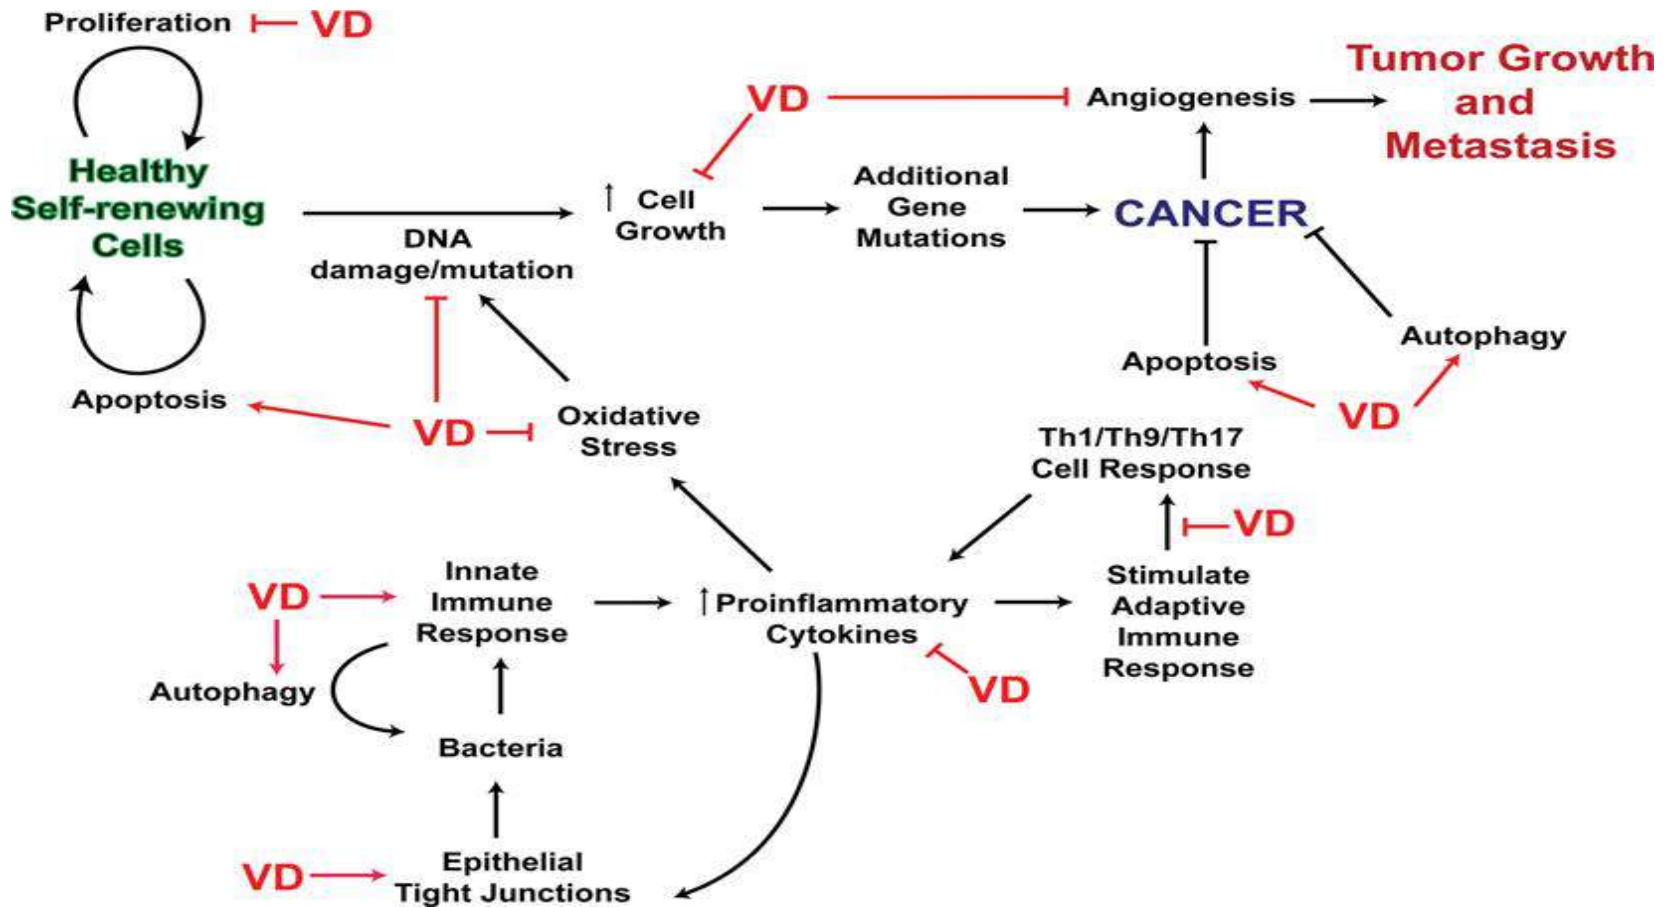 Proliferation VD
Tumor Growth
and
Metastasis
VD
Angiogenesis
Healthy
Self-renewing
Cells
DNA
damage/mutation
↑ Cell
Growth
Additional
Gene
Mutations
CANCER
Apoptosis
VD
Oxidative
Stress
Apoptosis
Autophagy
VD
Th1/Th9/Th17
Cell Response
VD
VD
Innate
Immune
Response
↑Proinflammatory
Cytokines
Stimulate
Adaptive
Immune
Response
Autophagy
VD
Bacteria
VD
Epithelial
Tight Junctions